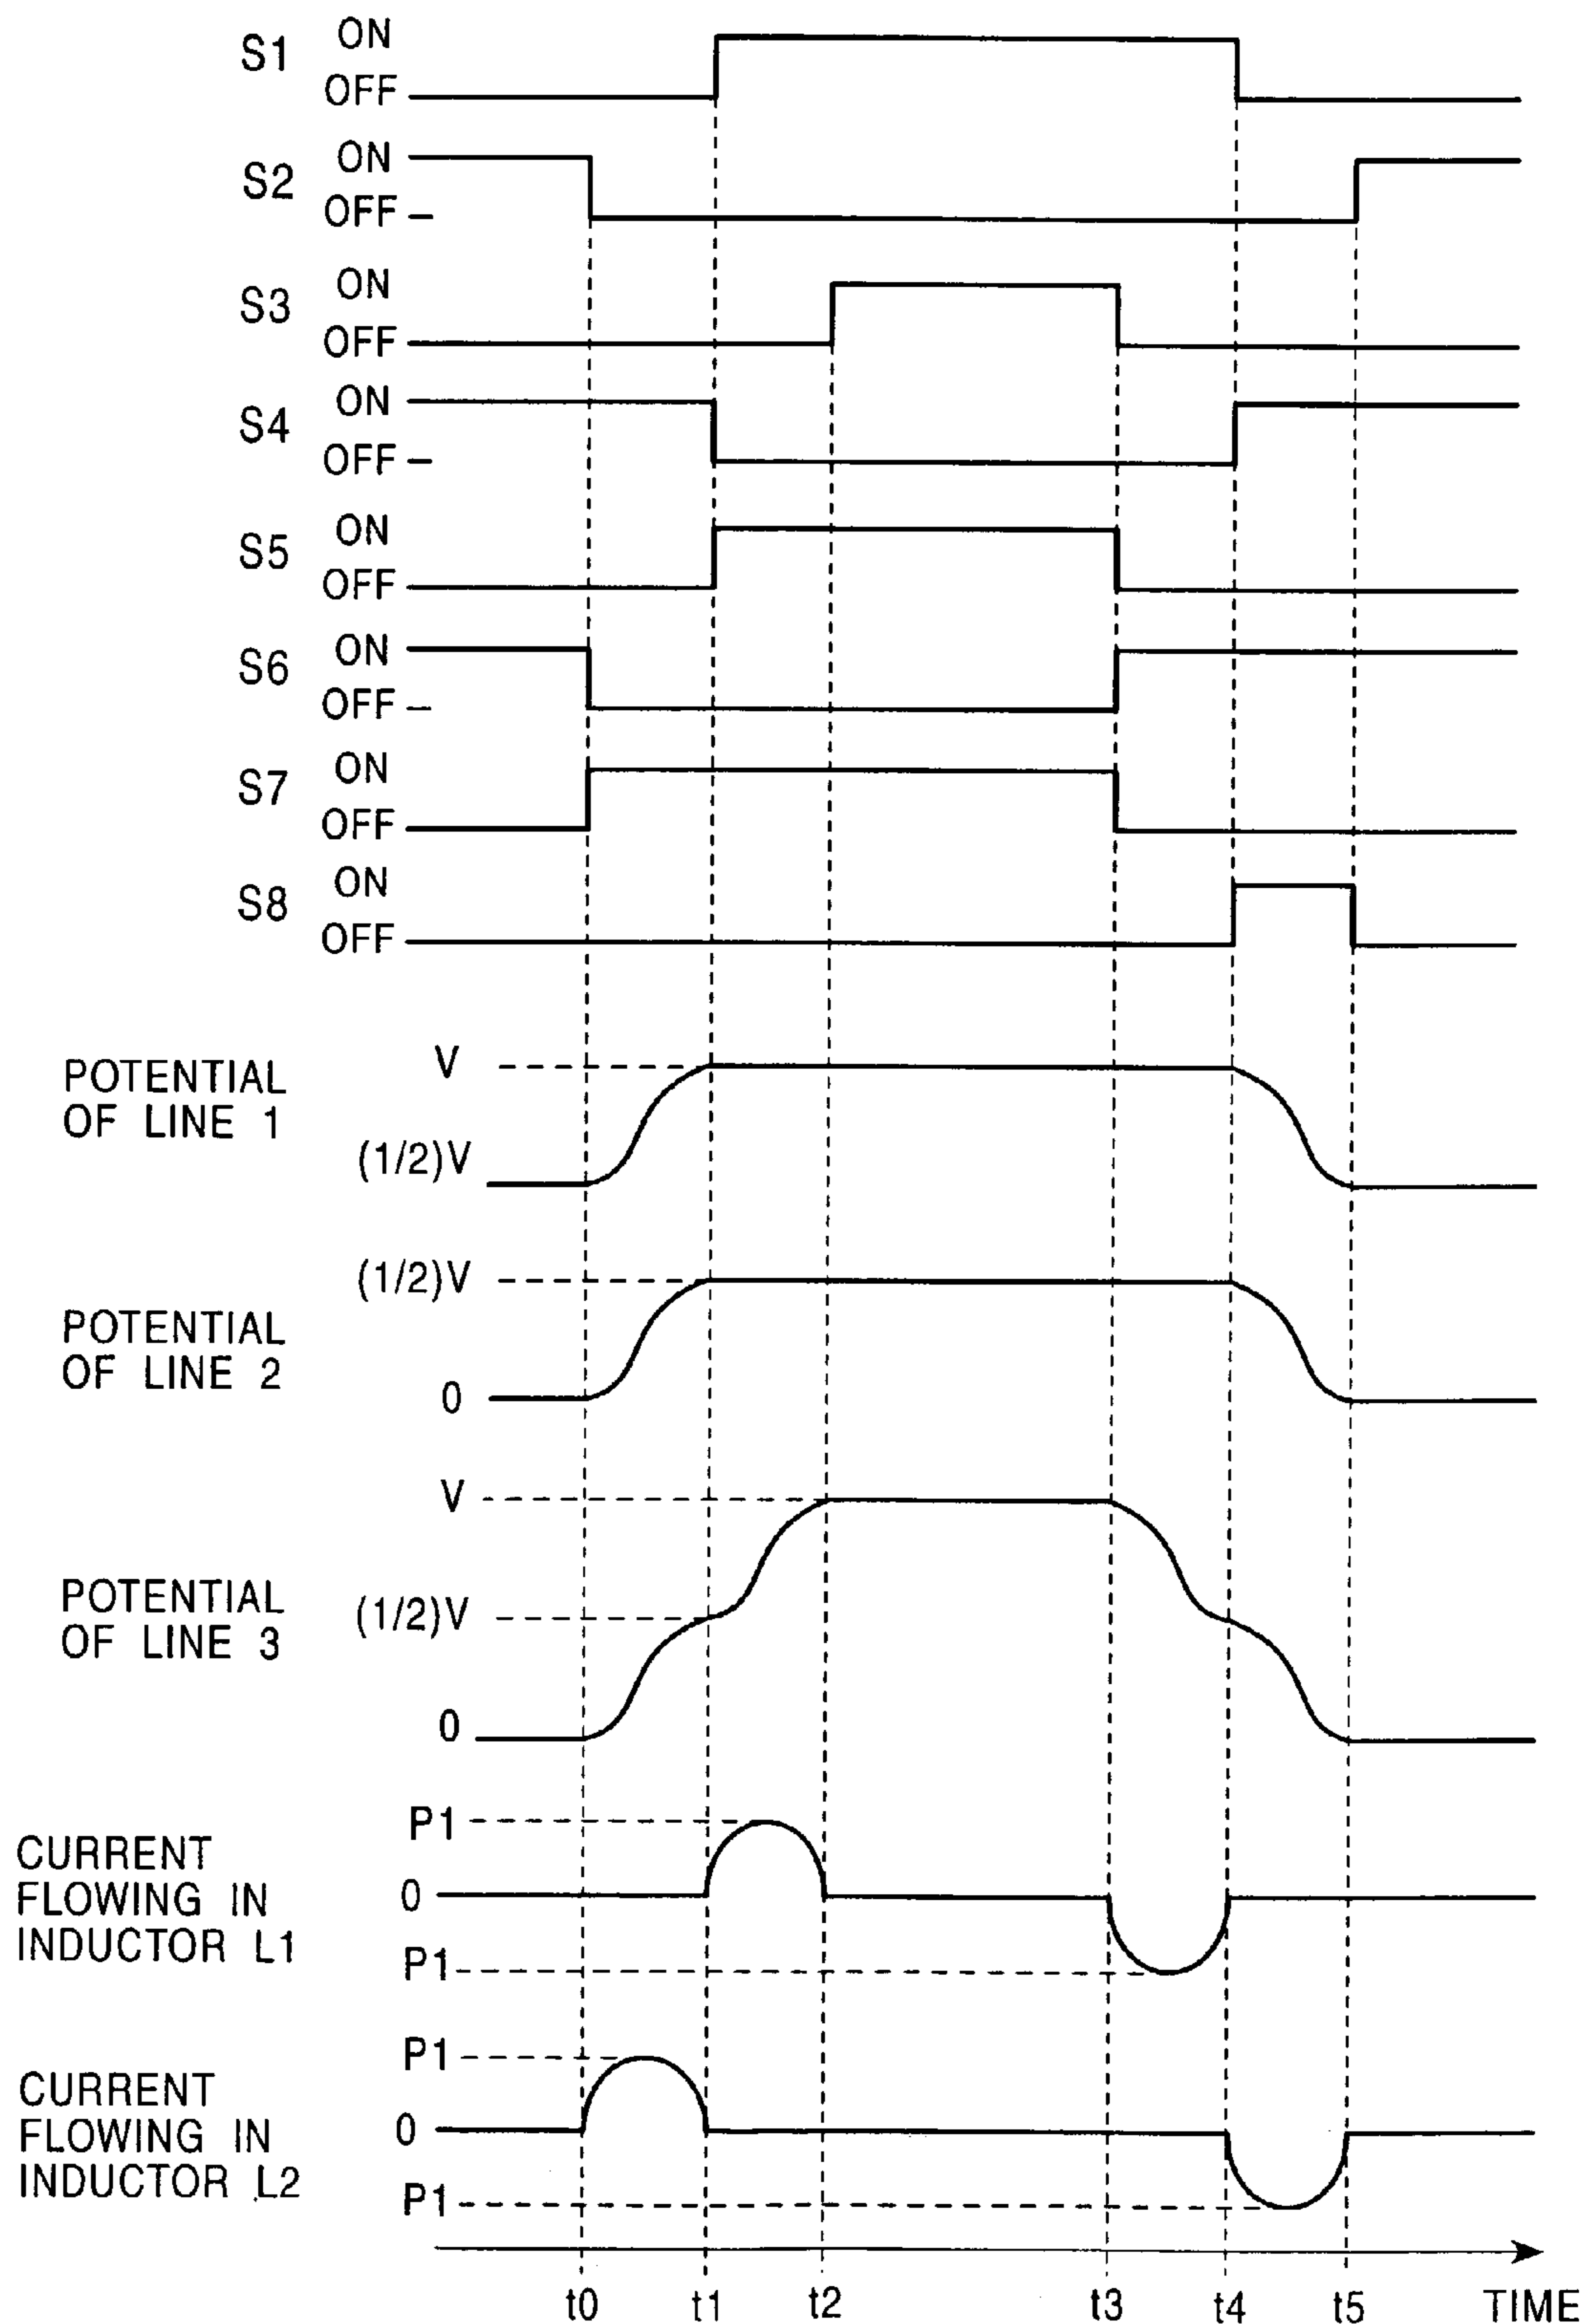 S1 ON
OFF
S2 ON
OFF
S3 ON
OFF
S4 ON
OFF
S5 ON
OFF
S6 ON
OFF
S7 ON
OFF
S8 ON
OFF
POTENTIAL
OF LINE 1
V
(1/2)V
POTENTIAL
OF LINE 2
(1/2)V
0
POTENTIAL
OF LINE 3
V
(1/2)V
0
CURRENT
FLOWING IN
INDUCTOR L1
P1
0
P1
CURRENT
FLOWING IN
INDUCTOR L2
P1
0
P1
t0 t1 t2 t3 t4 t5 TIME